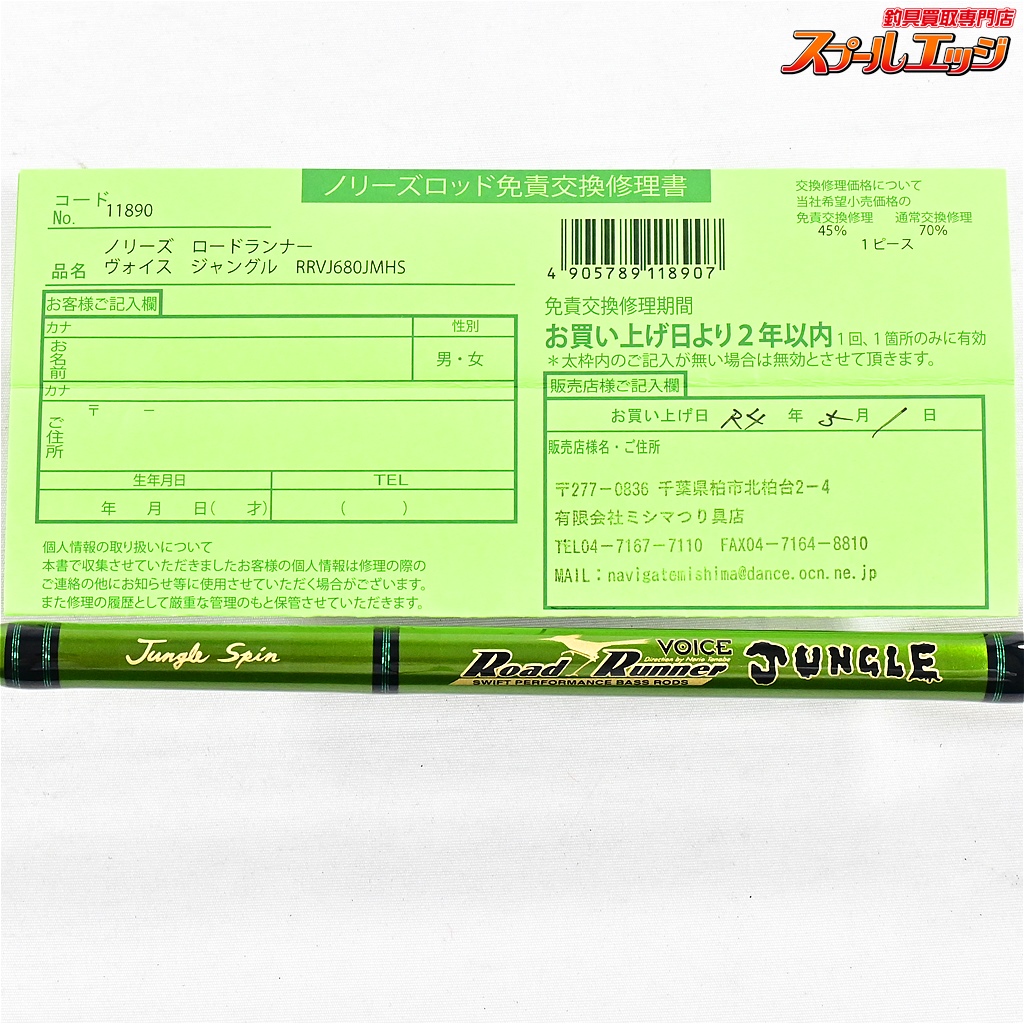 釣具買取専門店
スプールエッジ
ノリーズロッド免責交換修理書
コード
No. 11890
ノリーズ ロードランナー
品名 ヴォイス ジャングル RRVJ680JMHS
交換修理価格について
当社希望小売価格の
免責交換修理 通常交換修理
45% 70%
1ピース
4 905789 118907
お客様ご記入欄
カナ 性別
お名前 男・女
カナ
ご住所 〒 －
生年月日 TEL
年 月 日( 才) ( )
免責交換修理期間
お買い上げ日より2年以内 1回、1箇所のみに有効
＊太枠内のご記入が無い場合は無効とさせて頂きます。
販売店様ご記入欄
お買い上げ日 R4 年 5 月 1 日
販売店様名・ご住所
〒277-0836 千葉県柏市北柏台2-4
有限会社ミシマつり具店
TEL04-7167-7110 FAX04-7164-8810
MAIL：navigatemishima@dance.ocn.ne.jp
個人情報の取り扱いについて
本書で収集させていただきましたお客様の個人情報は修理の際の
ご連絡の他にお知らせ等に使用させていただく場合がございます。
また修理の履歴として厳重な管理のもと保管させていただきます。
Jungle Spin
VOICE
Direction by Norio Tanabe
Road Runner
SWIFT PERFORMANCE BASS RODS
JUNGLE